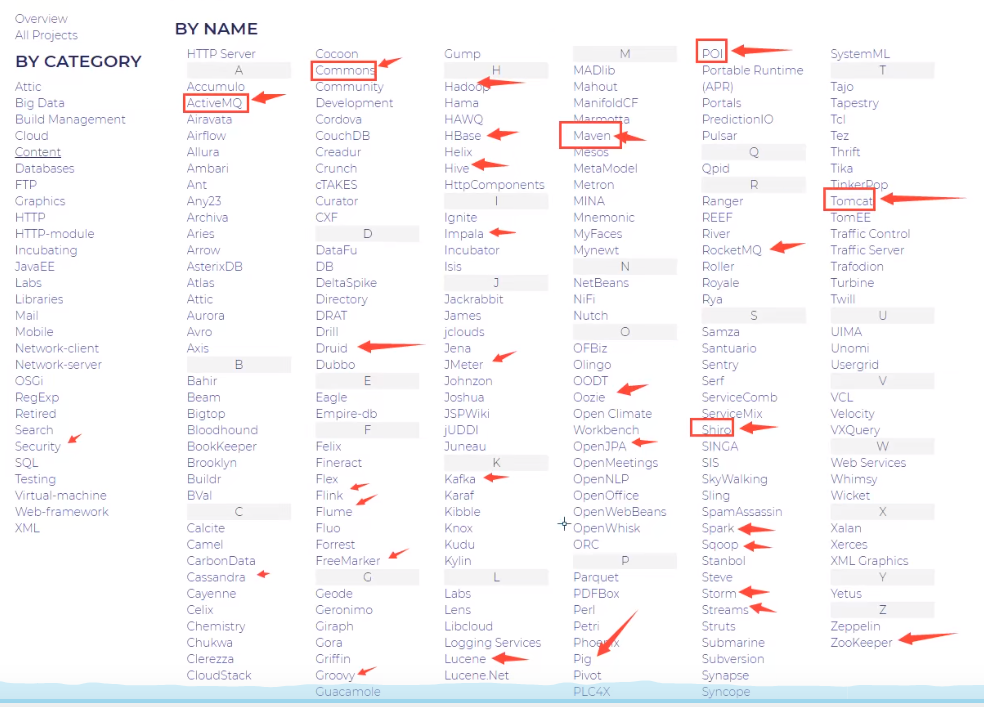 Overview
All Projects
BY CATEGORY
Attic
Big Data
Build Management
Cloud
Content
Databases
FTP
Graphics
HTTP
HTTP-module
Incubating
JavaEE
Labs
Libraries
Mail
Mobile
Network-client
Network-server
OSGi
RegExp
Retired
Search
Security
SQL
Testing
Virtual-machine
Web-framework
XML
BY NAME
HTTP Server
A
Accumulo
ActiveMQ
Airavata
Airflow
Allura
Ambari
Ant
Any23
Archiva
Aries
Arrow
AsterixDB
Atlas
Attic
Aurora
Avro
Axis
B
Bahir
Beam
Bigtop
Bloodhound
BookKeeper
Brooklyn
Buildr
BVal
C
Calcite
Camel
CarbonData
Cassandra
Cayenne
Celix
Chemistry
Chukwa
Clerezza
CloudStack
Cocoon
Commons
Community
Development
Cordova
CouchDB
Creadur
Crunch
cTAKES
Curator
CXF
D
DataFu
DB
DeltaSpike
Directory
DRAT
Drill
Druid
Dubbo
E
Eagle
Empire-db
F
Felix
Fineract
Flex
Flink
Flume
Fluo
Forrest
FreeMarker
G
Geode
Geronimo
Giraph
Gora
Griffin
Groovy
Guacamole
Gump
H
Hadoop
Hama
HAWQ
HBase
Helix
Hive
HttpComponents
I
Ignite
Impala
Incubator
Isis
J
Jackrabbit
James
jclouds
Jena
JMeter
Johnzon
Joshua
JSPWiki
jUDDI
Juneau
K
Kafka
Karaf
Kibble
Knox
Kudu
Kylin
L
Labs
Lens
Libcloud
Logging Services
Lucene
Lucene.Net
M
MADlib
Mahout
ManifoldCF
Marmotta
Maven
Mesos
MetaModel
Metron
MINA
Mnemonic
MyFaces
Mynewt
N
NetBeans
NiFi
Nutch
O
OFBiz
Olingo
OODT
Oozie
Open Climate
Workbench
OpenJPA
OpenMeetings
OpenNLP
OpenOffice
OpenWebBeans
OpenWhisk
ORC
P
Parquet
PDFBox
Perl
Petri
Phoenix
Pig
Pivot
PLC4X
POI
Portable Runtime
(APR)
Portals
PredictionIO
Pulsar
Q
Qpid
R
Ranger
REEF
River
RocketMQ
Roller
Royale
Rya
S
Samza
Santuario
Sentry
Serf
ServiceComb
ServiceMix
Shiro
SINGA
SIS
SkyWalking
Sling
SpamAssassin
Spark
Sqoop
Stanbol
Steve
Storm
Streams
Struts
Submarine
Subversion
Synapse
Syncope
SystemML
T
Tajo
Tapestry
Tcl
Tez
Thrift
Tika
TinkerPop
Tomcat
TomEE
Traffic Control
Traffic Server
Trafodion
Turbine
Twill
U
UIMA
Unomi
Usergrid
V
VCL
Velocity
VXQuery
W
Web Services
Whimsy
Wicket
X
Xalan
Xerces
XML Graphics
Y
Yetus
Z
Zeppelin
ZooKeeper